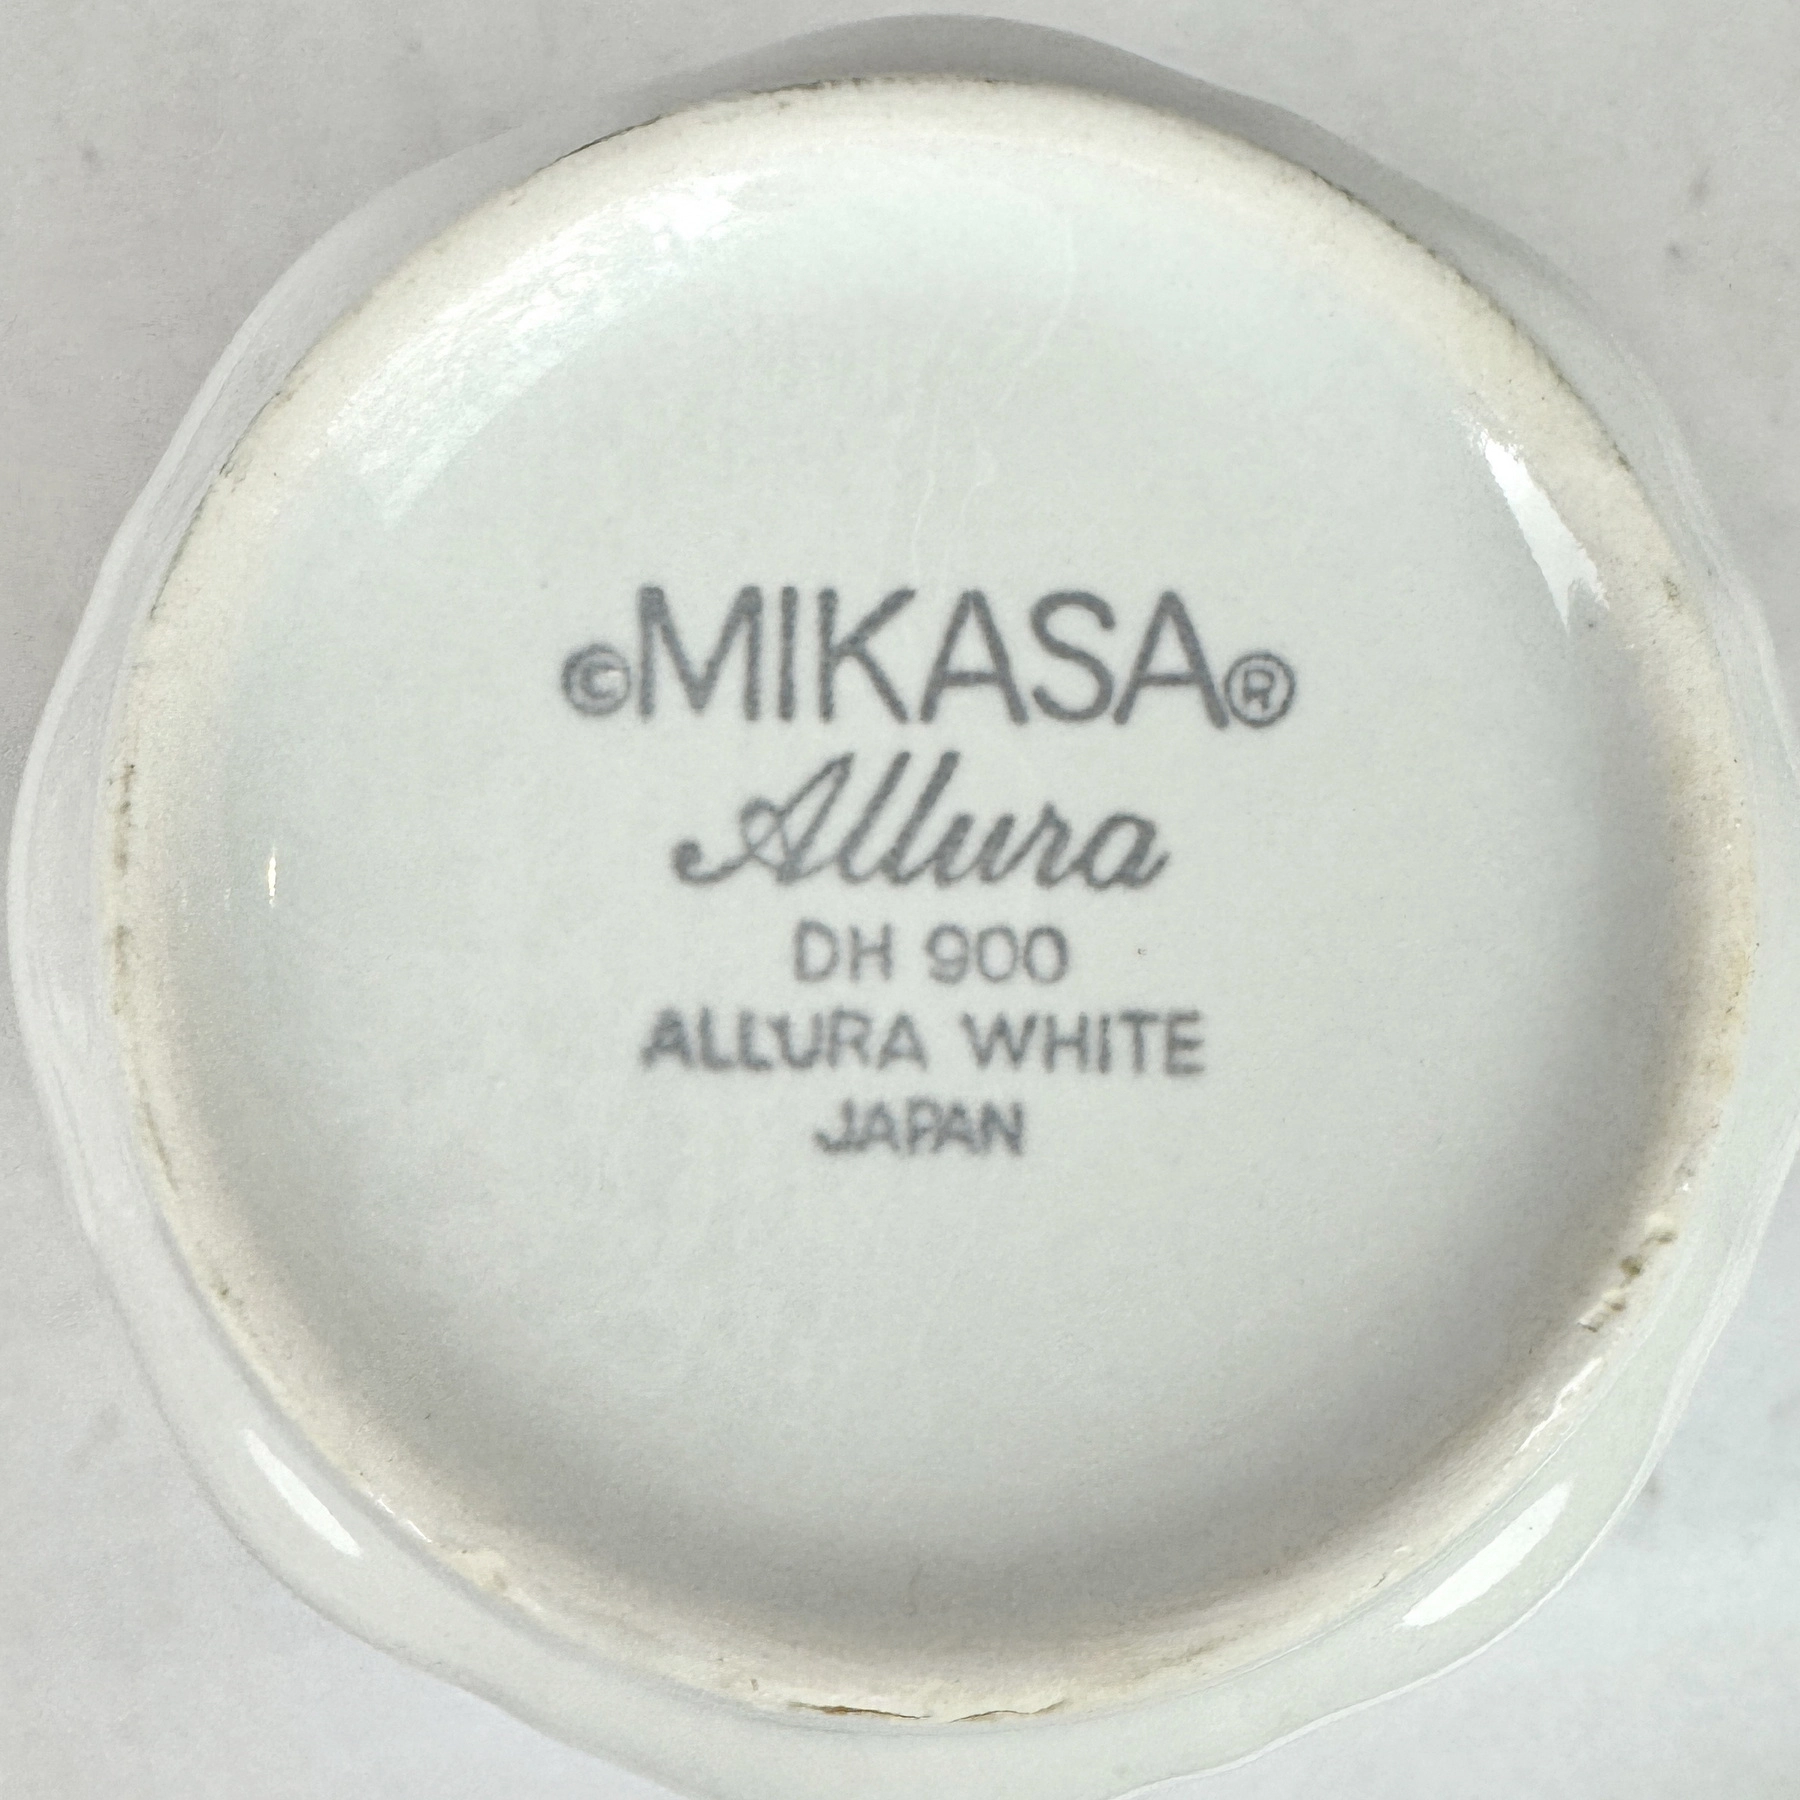 ©MIKASA®
Allura
DH 900
ALLURA WHITE
JAPAN